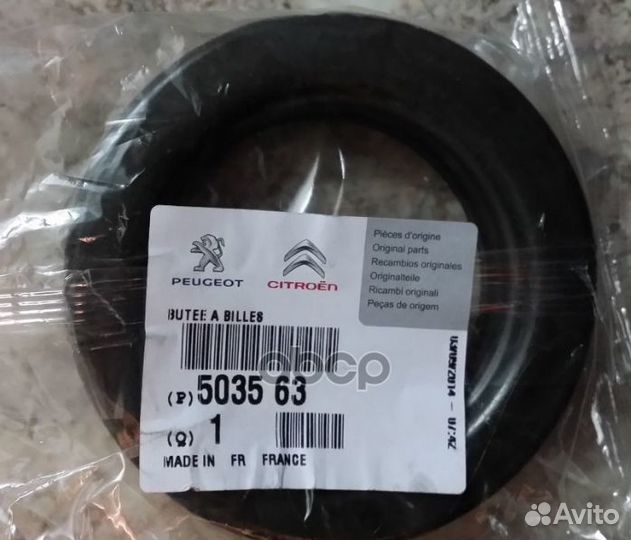 PEUGEOT
CITROËN
Pièces d'origine
Original parts
Recambios originales
Originalteile
Ricambi originali
Peças de origem
BUTEE A BILLES
(P) 5035 63
(Q) 1
MADE IN FR FRANCE
авср
Avito